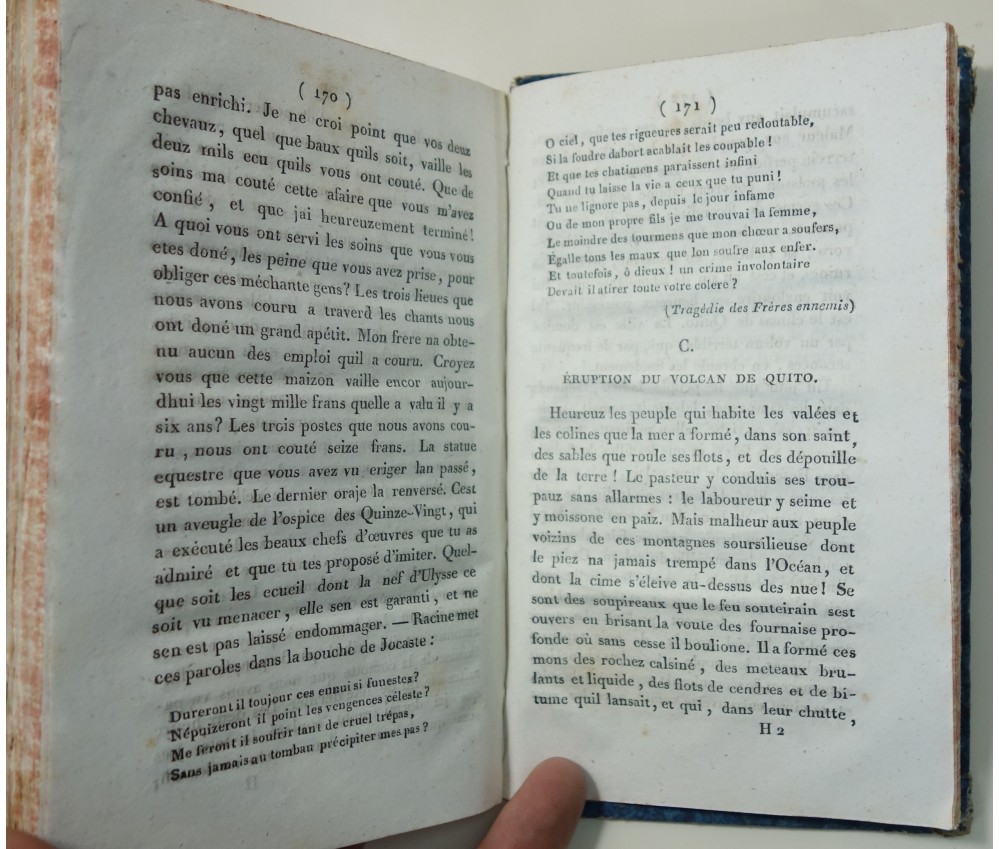 ( 170 )
pas enrichi. Je ne croi point que vos deux
chevauz, quel que baux quils soit, vaille les
deuz mils ecu quils vous ont couté. Que de
soins ma couté cette afaire que vous m'avez
confié, et que jai heureuzement terminé!
A quoi vous ont servi les soins que vous vous
etes doné, les peine que vous avez prise, pour
obliger ces méchante gens? Les trois lieues que
nous avons couru a traverd les chants nous
ont doné un grand apétit. Mon frere na obte-
nu aucun des emploi quil a couru. Croyez
vous que cette maizon vaille encor aujour-
dhui les vingt mille frans quelle a valu il y a
six ans? Les trois postes que nous avons cou-
ru, nous ont couté seize frans. La statue
equestre que vous avez vu eriger lan passé,
est tombé. Le dernier oraje la renversé. Cest
un aveugle de l'ospice des Quinze-Vingt, qui
a exécuté les beaux chefs d'œuvres que tu as
admiré et que tu tes proposé d'imiter. Quel-
que soit les ecueil dont la nef d'Ulysse ce
soit vu menacer, elle sen est garanti, et ne
sen est pas laissé endommager. — Racine met
ces paroles dans la bouche de Jocaste:
Dureront il toujour ces ennui si funestes?
Népuizeront il point les vengences céleste?
Me feront il soufrir tant de cruel trépas,
Sans jamais au tombau précipiter mes pas?
( 171 )
O ciel, que tes rigueures serait peu redoutable,
Si la foudre dabort acablait les coupable!
Et que tes chatimens paraissent infini
Quand tu laisse la vie a ceux que tu puni!
Tu ne lignore pas, depuis le jour infame
Ou de mon propre fils je me trouvai la femme,
Le moindre des tourmens que mon chœur a soufers,
Égalle tous les maux que lon soufre aux enfer.
Et toutefois, ô dieux! un crime involontaire
Devait il atirer toute votre colere?
(Tragédie des Frères ennemis)
C.
ÉRUPTION DU VOLCAN DE QUITO.
Heureuz les peuple qui habite les valées et
les colines que la mer a formé, dans son saint,
des sables que roule ses flots, et des dépouille
de la terre! Le pasteur y conduis ses trou-
pauz sans allarmes: le laboureur y seime et
y moissone en paiz. Mais malheur aux peuple
voizins de ces montagnes soursilieuse dont
le piez na jamais trempé dans l'Océan, et
dont la cime s'éleive au-dessus des nue! Se
sont des soupireaux que le feu souteirain sest
ouvers en brisant la voute des fournaise pro-
fonde où sans cesse il boulione. Il a formé ces
mons des rochez calsiné, des meteaux bru-
lants et liquide, des flots de cendres et de bi-
tume quil lansait, et qui, dans leur chutte,
H 2